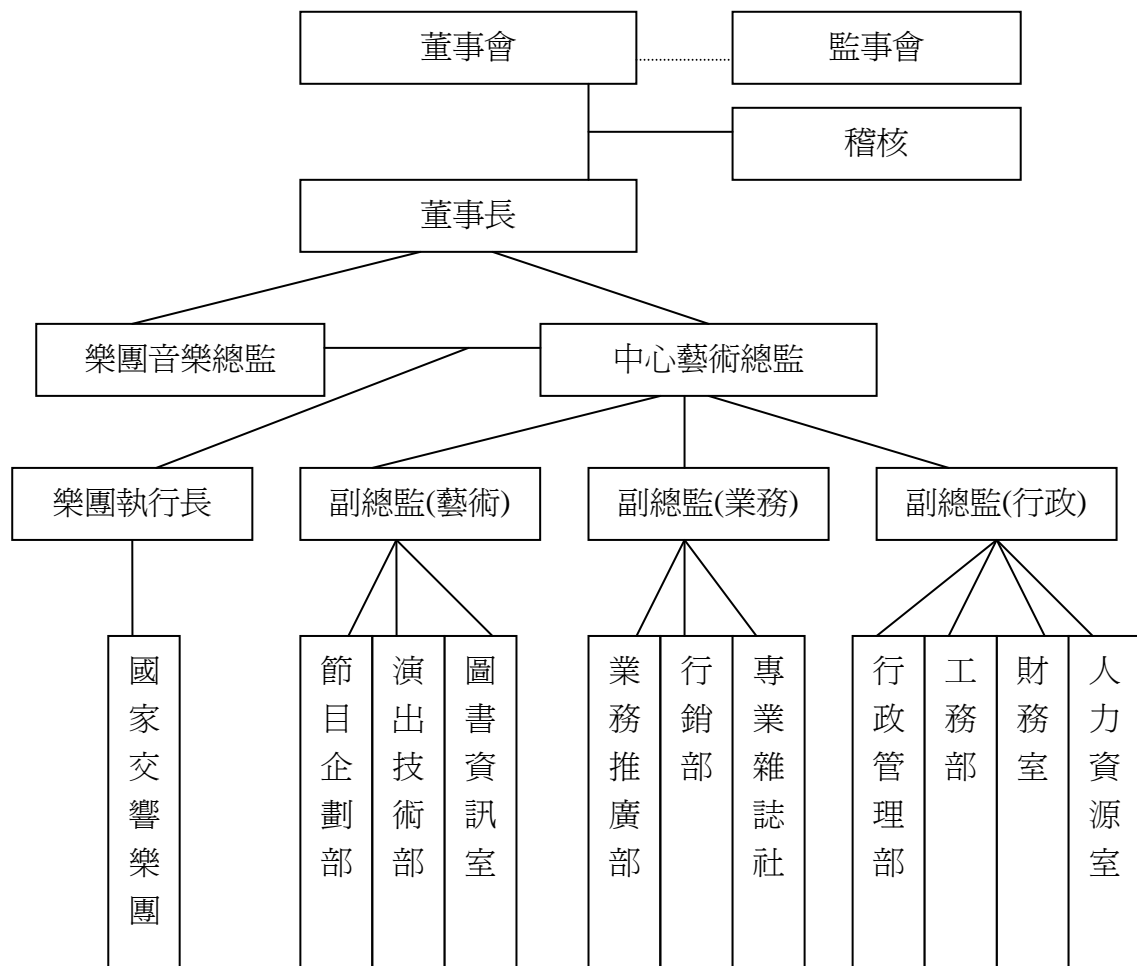 董事會
監事會
稽核
董事長
樂團音樂總監
中心藝術總監
樂團執行長
副總監(藝術)
副總監(業務)
副總監(行政)
國家交響樂團
節目企劃部
演出技術部
圖書資訊室
業務推廣部
行銷部
專業雜誌社
行政管理部
工務部
財務室
人力資源室